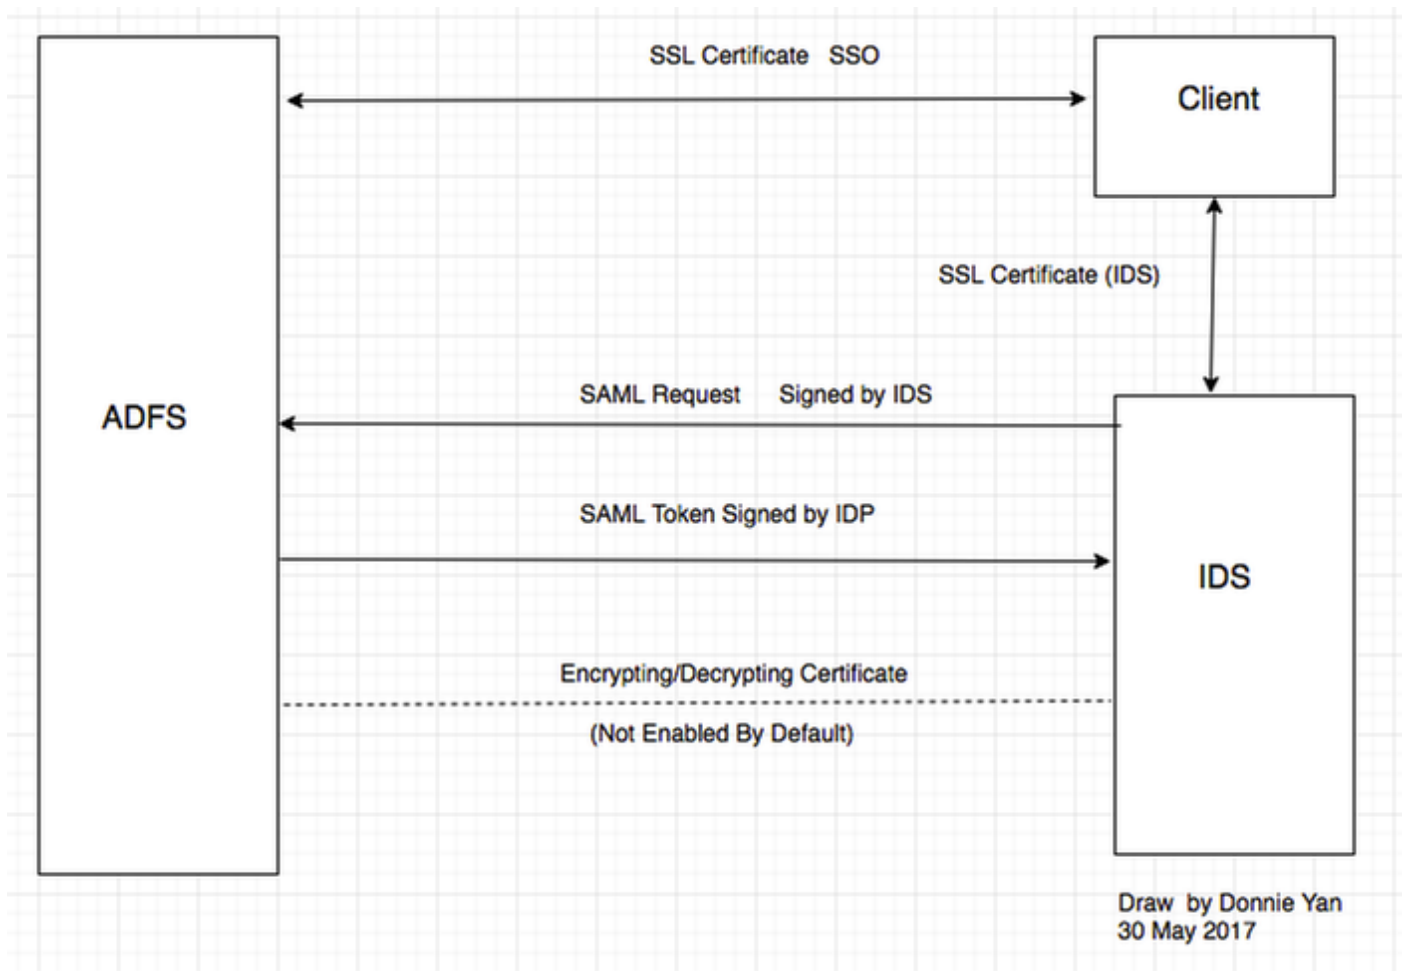 SSL Certificate SSO
Client
SSL Certificate (IDS)
SAML Request Signed by IDS
ADFS
SAML Token Signed by IDP
IDS
Encrypting/Decrypting Certificate
(Not Enabled By Default)
Draw by Donnie Yan
30 May 2017